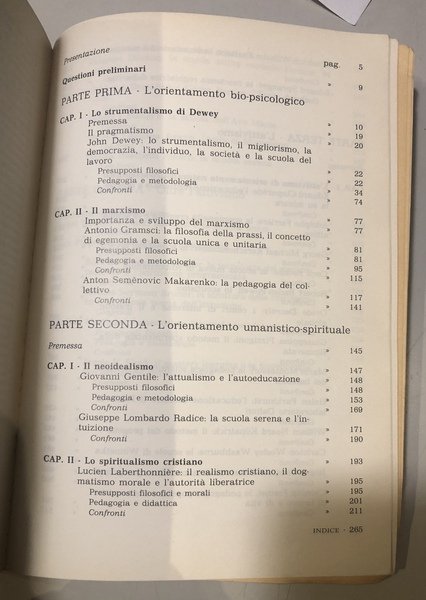 Presentazione pag. 5
Questioni preliminari » 9
PARTE PRIMA - L'orientamento bio-psicologico
CAP. I - Lo strumentalismo di Dewey » 10
Premessa » 19
Il pragmatismo » 20
John Dewey: lo strumentalismo, il migliorismo, la
democrazia, l'individuo, la società e la scuola del
lavoro » 22
Presupposti filosofici » 22
Pedagogia e metodologia » 34
Confronti » 74
CAP. II - Il marxismo » 77
Importanza e sviluppo del marxismo » 77
Antonio Gramsci: la filosofia della prassi, il concetto
di egemonia e la scuola unica e unitaria » 81
Presupposti filosofici » 81
Pedagogia e metodologia » 95
Confronti » 115
Anton Semënovic Makarenko: la pedagogia del col-
lettivo » 117
Confronti » 141
PARTE SECONDA - L'orientamento umanistico-spirituale
Premessa » 145
CAP. I - Il neoidealismo » 147
Giovanni Gentile: l'attualismo e l'autoeducazione » 148
Presupposti filosofici » 148
Pedagogia e metodologia » 153
Confronti » 169
Giuseppe Lombardo Radice: la scuola serena e l'in-
tuizione » 171
Confronti » 190
CAP. II - Lo spiritualismo cristiano » 193
Lucien Laberthonnière: il realismo cristiano, il dog-
matismo morale e l'autorità liberatrice » 195
Presupposti filosofici e morali » 195
Pedagogia e didattica » 201
Confronti » 211
INDICE - 265